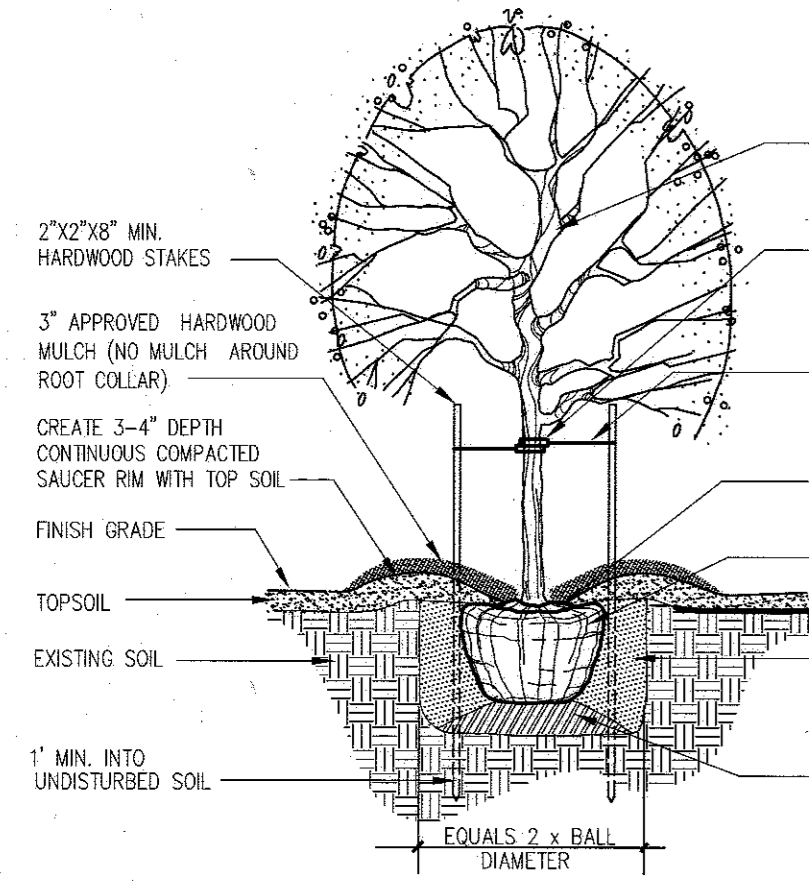 2"X2"X8" MIN.
HARDWOOD STAKES
3" APPROVED HARDWOOD
MULCH (NO MULCH AROUND
ROOT COLLAR)
CREATE 3-4" DEPTH
CONTINUOUS COMPACTED
SAUCER RIM WITH TOP SOIL
FINISH GRADE
TOPSOIL
EXISTING SOIL
1' MIN. INTO
UNDISTURBED SOIL
EQUALS 2 x BALL
DIAMETER